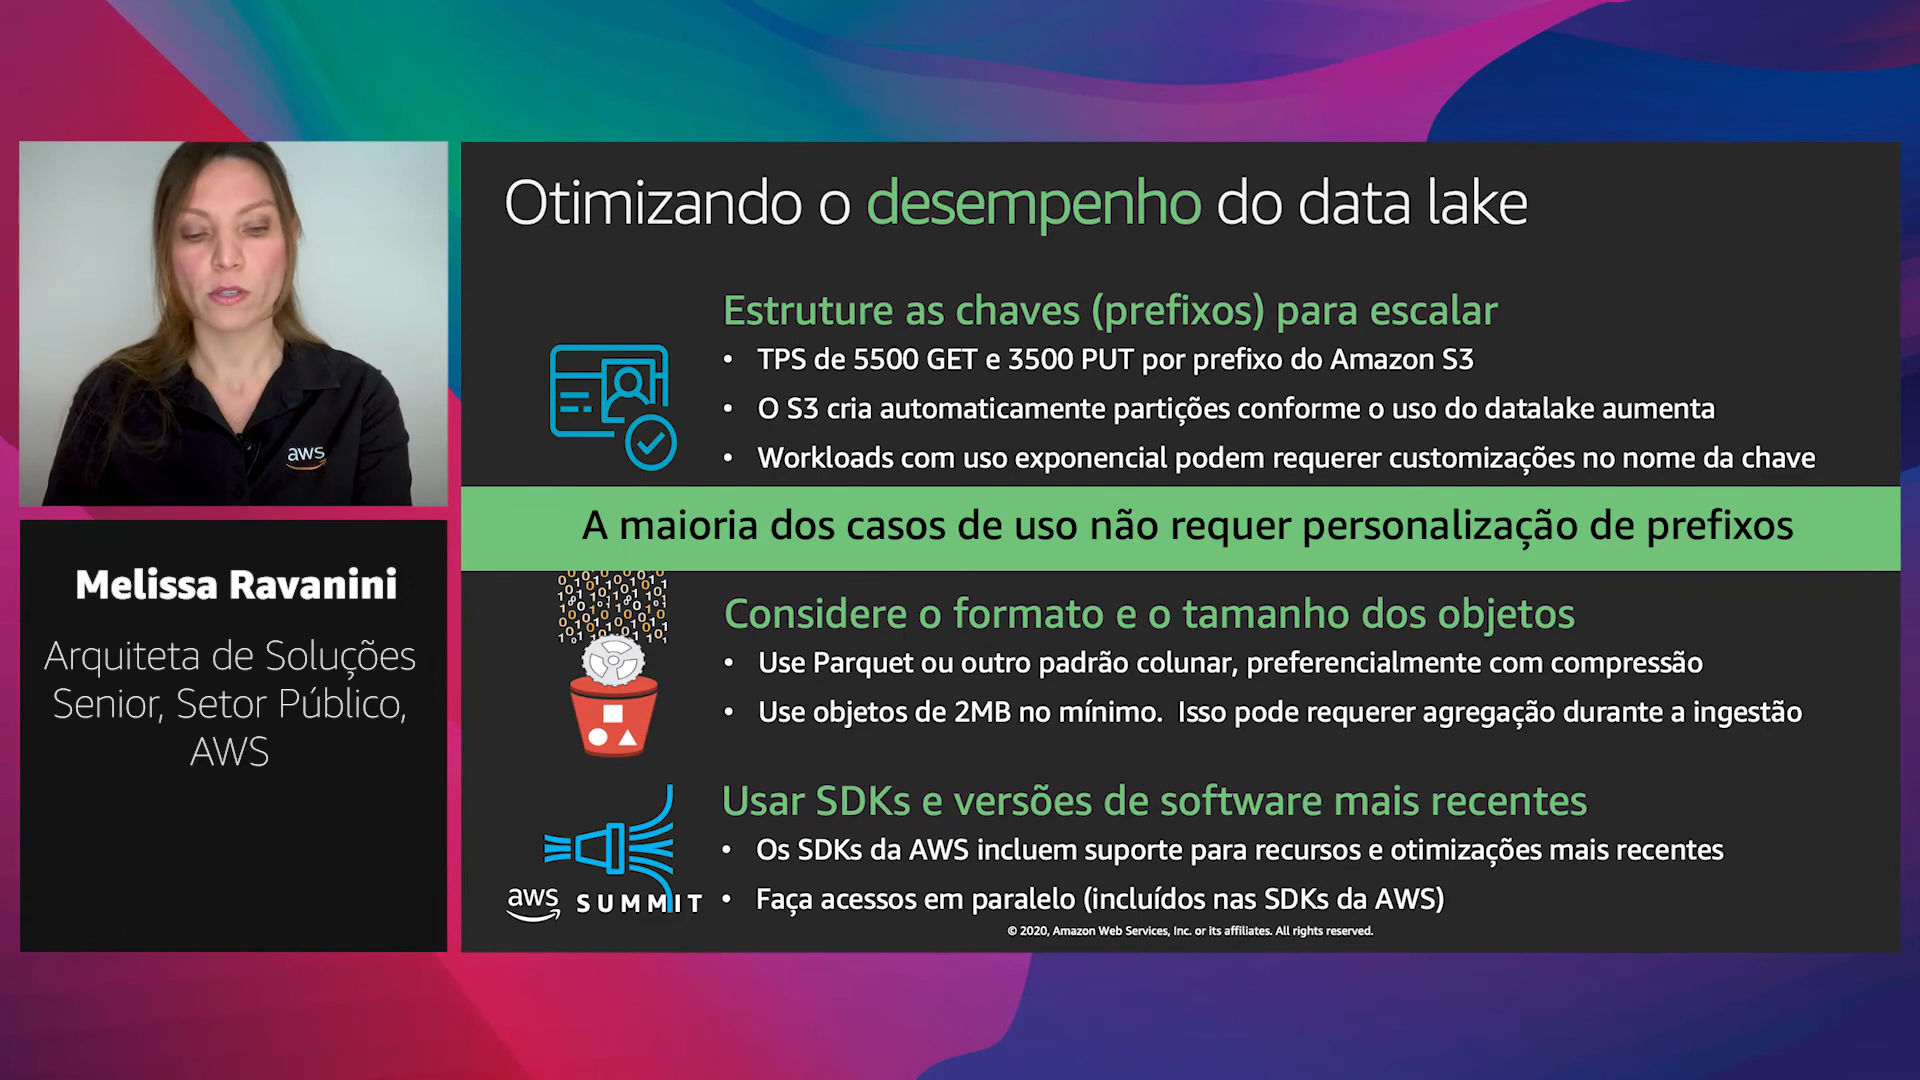 Otimizando o desempenho do data lake
Estruture as chaves (prefixos) para escalar
• TPS de 5500 GET e 3500 PUT por prefixo do Amazon S3
• O S3 cria automaticamente partições conforme o uso do datalake aumenta
• Workloads com uso exponencial podem requerer customizações no nome da chave
A maioria dos casos de uso não requer personalização de prefixos
Considere o formato e o tamanho dos objetos
• Use Parquet ou outro padrão colunar, preferencialmente com compressão
• Use objetos de 2MB no mínimo. Isso pode requerer agregação durante a ingestão
Usar SDKs e versões de software mais recentes
• Os SDKs da AWS incluem suporte para recursos e otimizações mais recentes
• Faça acessos em paralelo (incluídos nas SDKs da AWS)
aws SUMMIT
© 2020, Amazon Web Services, Inc. or its affiliates. All rights reserved.
aws
Melissa Ravanini
Arquiteta de Soluções
Senior, Setor Público,
AWS